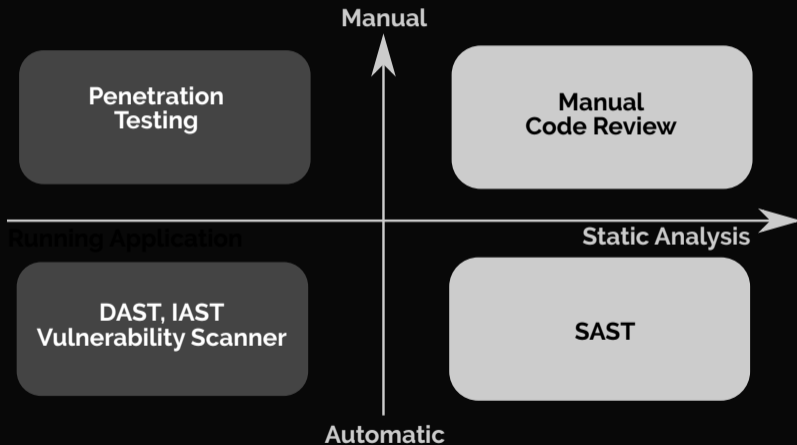 Manual
Penetration
Testing
Manual
Code Review
Running Application
Static Analysis
DAST, IAST
Vulnerability Scanner
SAST
Automatic